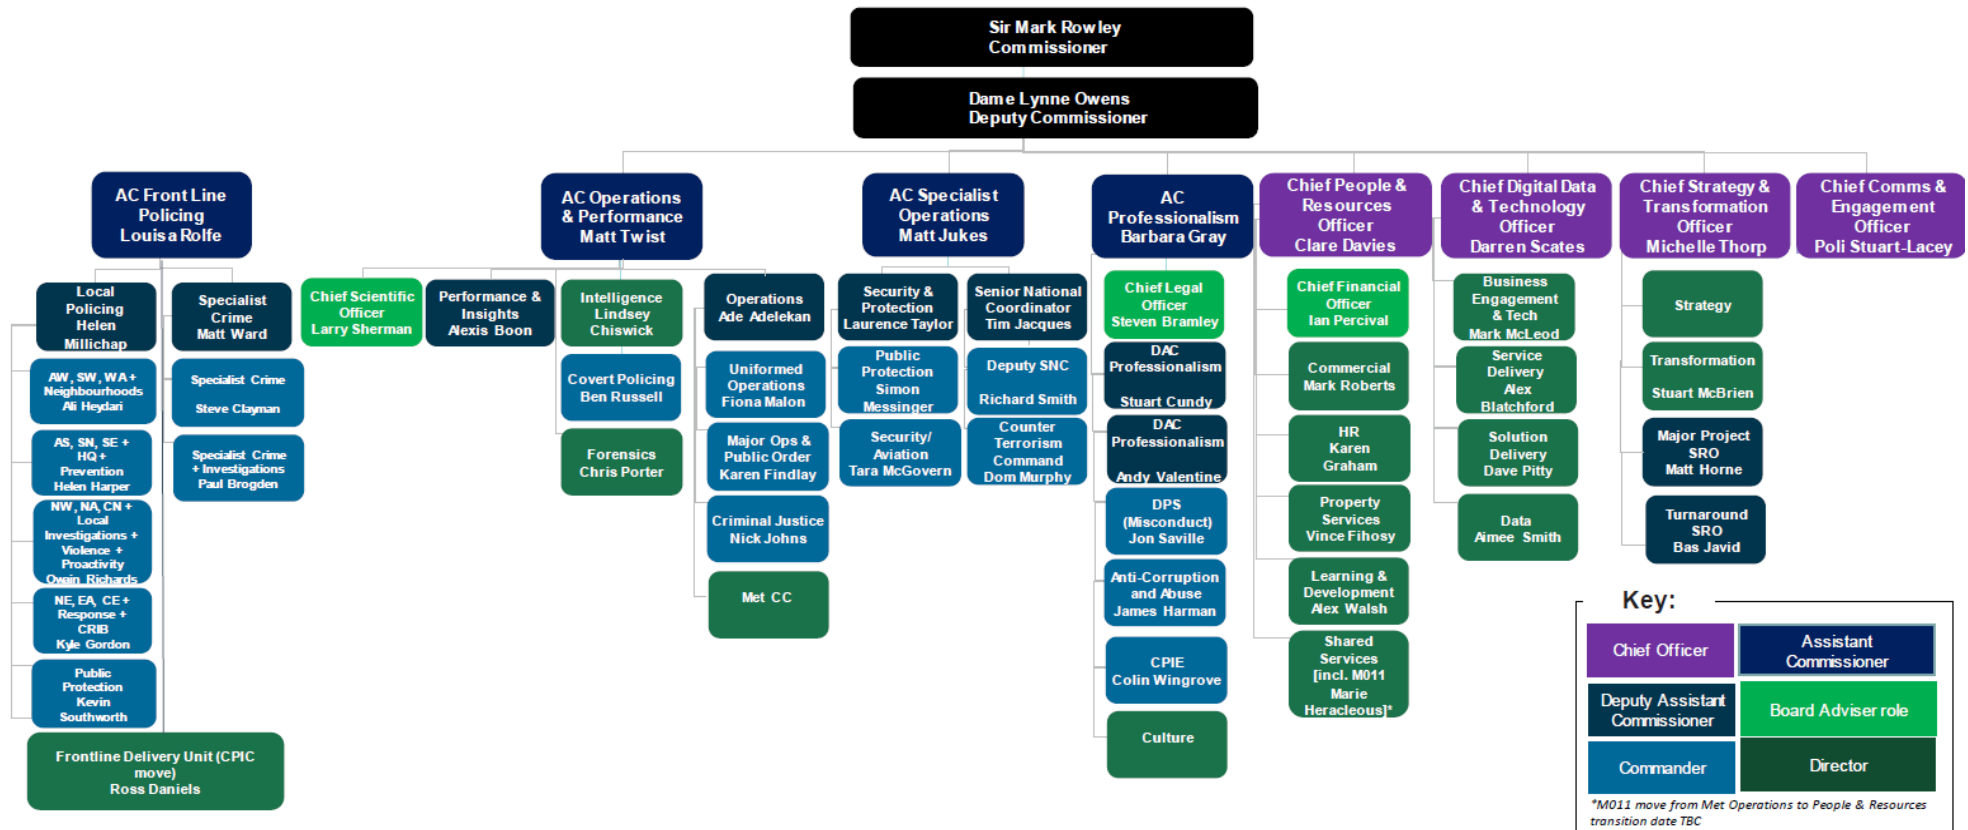 Sir Mark Rowley
Commissioner
Dame Lynne Owens
Deputy Commissioner
AC Front Line
Policing
Louisa Rolfe
AC Operations
& Performance
Matt Twist
AC Specialist
Operations
Matt Jukes
AC
Professionalism
Barbara Gray
Chief People &
Resources
Officer
Clare Davies
Chief Digital Data
& Technology
Officer
Darren Scates
Chief Strategy &
Transformation
Officer
Michelle Thorp
Chief Comms &
Engagement
Officer
Poli Stuart-Lacey
Local
Policing
Helen
Millichap
AW, SW, WA +
Neighbourhoods
Ali Heydari
AS, SN, SE +
HQ +
Prevention
Helen Harper
NW, NA, CN +
Local
Investigations +
Violence +
Proactivity
Owain Richards
NE, EA, CE +
Response +
CRIB
Kyle Gordon
Public
Protection
Kevin
Southworth
Frontline Delivery Unit (CPIC
move)
Ross Daniels
Specialist
Crime
Matt Ward
Specialist Crime
Steve Clayman
Specialist Crime
+ Investigations
Paul Brogden
Chief Scientific
Officer
Larry Sherman
Performance &
Insights
Alexis Boon
Intelligence
Lindsey
Chiswick
Covert Policing
Ben Russell
Forensics
Chris Porter
Operations
Ade Adelekan
Uniformed
Operations
Fiona Malon
Major Ops &
Public Order
Karen Findlay
Criminal Justice
Nick Johns
Met CC
Security &
Protection
Laurence Taylor
Public
Protection
Simon
Messinger
Security/
Aviation
Tara McGovern
Senior National
Coordinator
Tim Jacques
Deputy SNC
Richard Smith
Counter
Terrorism
Command
Dom Murphy
Chief Legal
Officer
Steven Bramley
DAC
Professionalism
Stuart Cundy
DAC
Professionalism
Andy Valentine
DPS
(Misconduct)
Jon Saville
Anti-Corruption
and Abuse
James Harman
CPIE
Colin Wingrove
Culture
Chief Financial
Officer
Ian Percival
Commercial
Mark Roberts
HR
Karen
Graham
Property
Services
Vince Fihosy
Learning &
Development
Alex Walsh
Shared
Services
[incl. M011
Marie
Heracleous]*
Business
Engagement
& Tech
Mark McLeod
Service
Delivery
Alex
Blatchford
Solution
Delivery
Dave Pitty
Data
Aimee Smith
Strategy
Transformation
Stuart McBrien
Major Project
SRO
Matt Horne
Turnaround
SRO
Bas Javid
Key:
Chief Officer
Assistant
Commissioner
Deputy Assistant
Commissioner
Board Adviser role
Commander
Director
*M011 move from Met Operations to People & Resources
transition date TBC